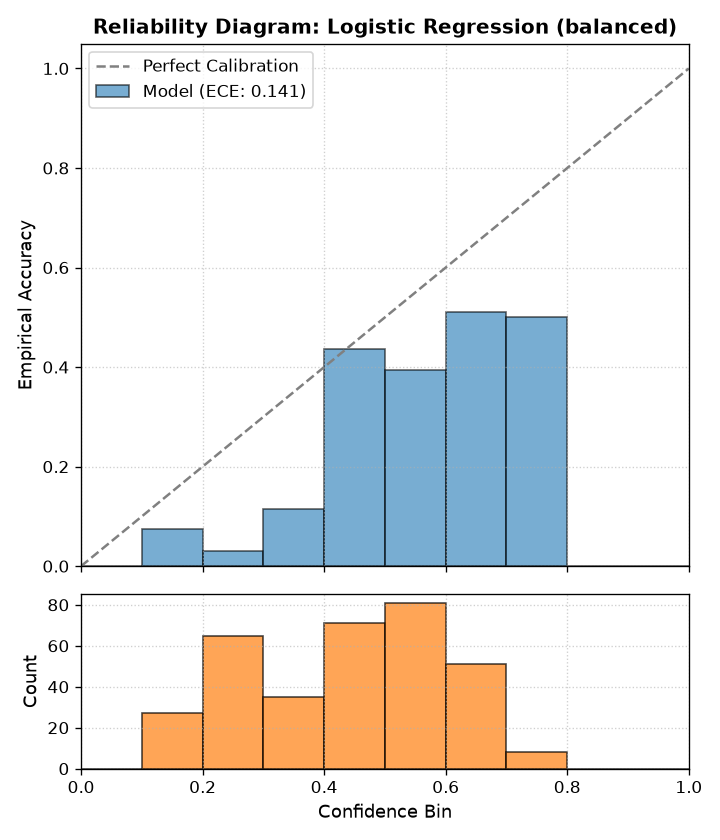 Reliability Diagram: Logistic Regression (balanced)
Perfect Calibration
Model (ECE: 0.141)
1.0
0.8
0.6
0.4
0.2
0.0
Empirical Accuracy
80
60
40
20
0
Count
0.0 0.2 0.4 0.6 0.8 1.0
Confidence Bin